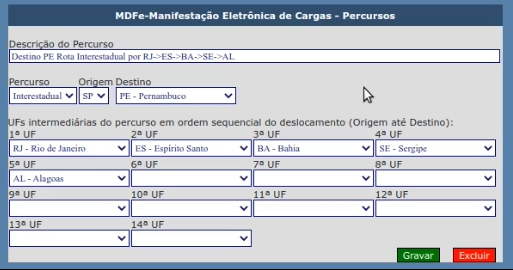 MDFe-Manifestação Eletrônica de Cargas - Percursos
Descrição do Percurso
Destino PE Rota Interestadual por RJ->ES->BA->SE->AL
Percurso Origem Destino
Interestadual SP PE - Pernambuco
UFs intermediárias do percurso em ordem sequencial do deslocamento (Origem até Destino):
1ª UF 2ª UF 3ª UF 4ª UF
RJ - Rio de Janeiro ES - Espírito Santo BA - Bahia SE - Sergipe
5ª UF 6ª UF 7ª UF 8ª UF
AL - Alagoas
9ª UF 10ª UF 11ª UF 12ª UF
13ª UF 14ª UF
Gravar Excluir